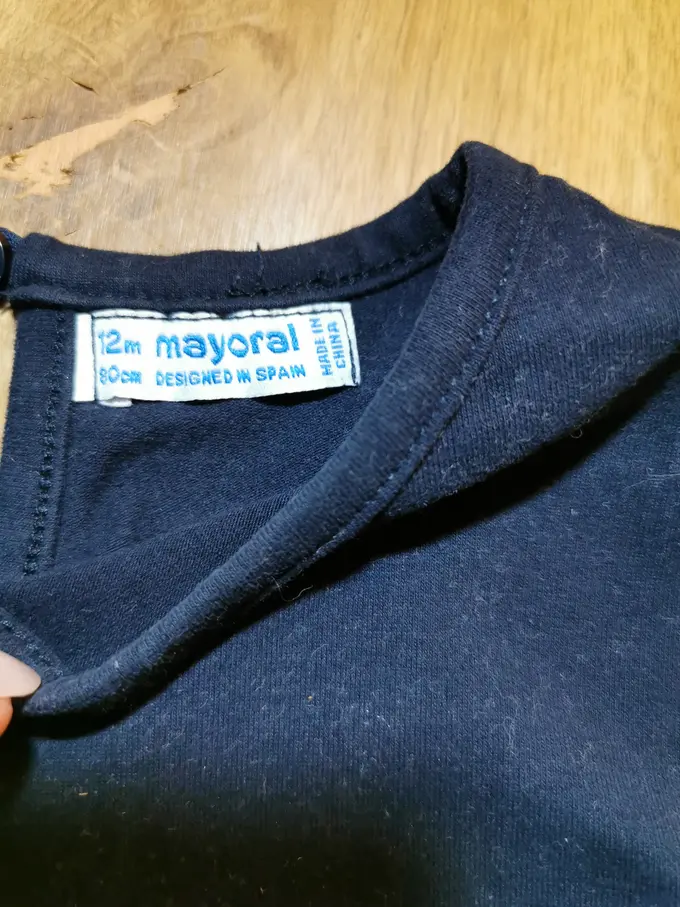 12m mayoral
80cm DESIGNED IN SPAIN
MADE IN
CHINA